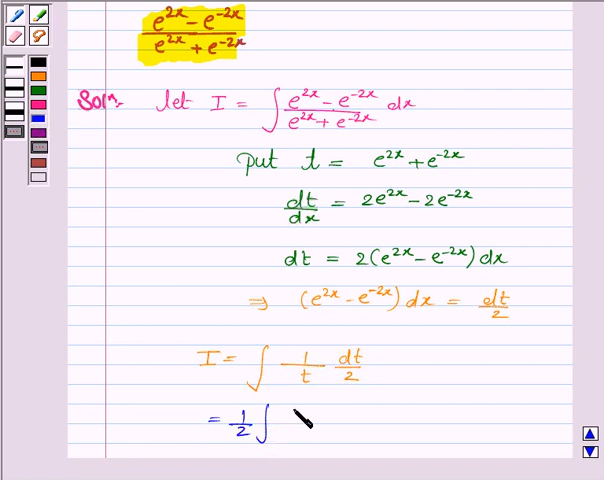 e^{2x} - e^{-2x} / e^{2x} + e^{-2x}
Soln. let I = ∫ (e^{2x} - e^{-2x})/(e^{2x} + e^{-2x}) dx
put t = e^{2x} + e^{-2x}
dt/dx = 2e^{2x} - 2e^{-2x}
dt = 2(e^{2x} - e^{-2x}) dx
⇒ (e^{2x} - e^{-2x}) dx = dt/2
I = ∫ 1/t dt/2
= 1/2 ∫